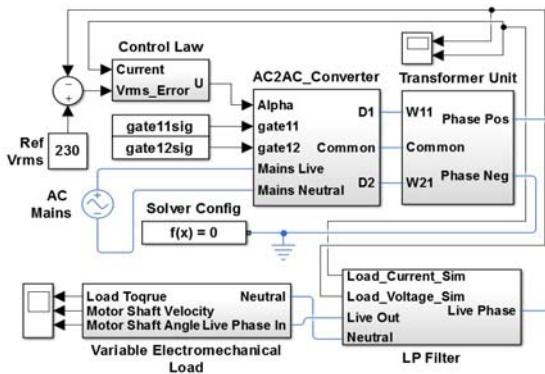 Control Law
Current
Vrms_Error
U
Ref
Vrms
230
gate11sig
gate12sig
AC
Mains
AC2AC_Converter
Alpha
gate11
gate12
Mains Live
Mains Neutral
D1
Common
D2
Transformer Unit
W11
Common
W21
Phase Pos
Phase Neg
Solver Config
f(x) = 0
Load Toqrue
Motor Shaft Velocity
Motor Shaft Angle
Neutral
Live Phase In
Variable Electromechanical
Load
Load_Current_Sim
Load_Voltage_Sim
Live Out
Neutral
Live Phase
LP Filter